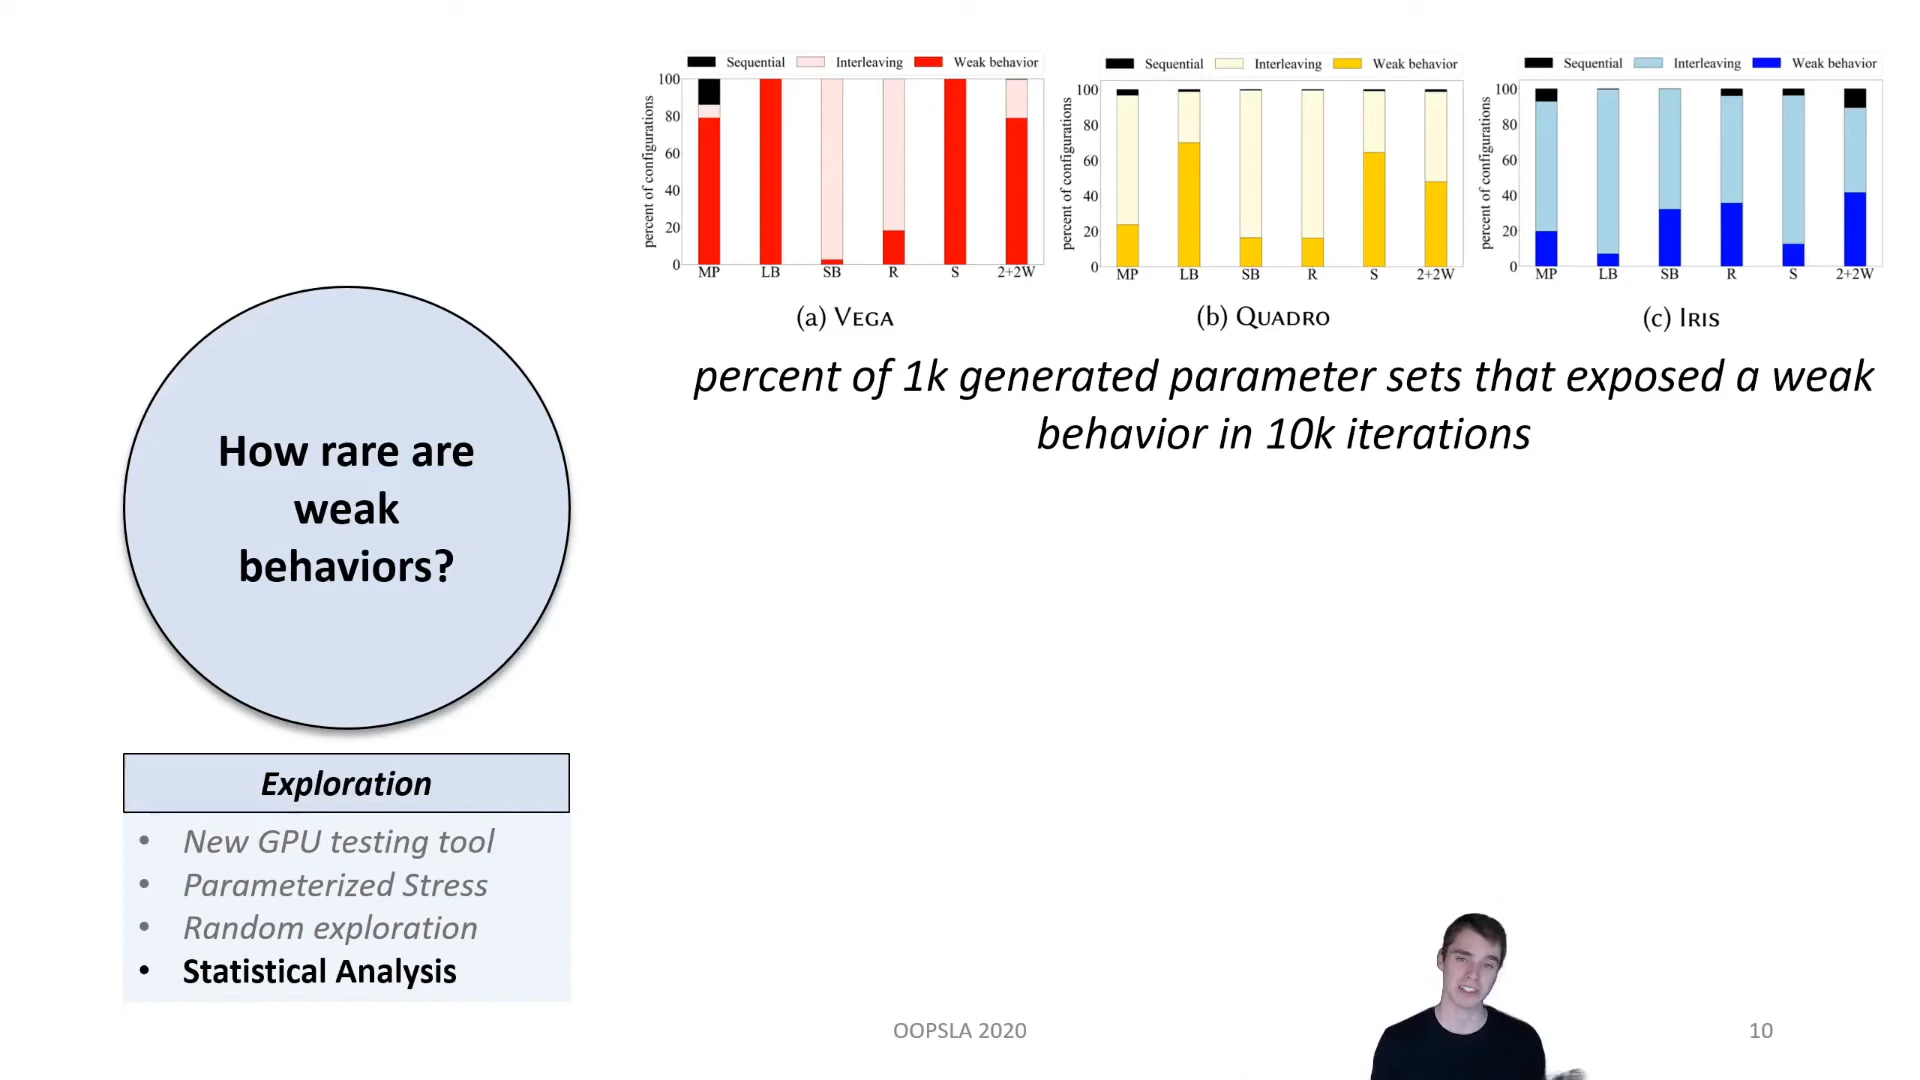 Sequential Interleaving Weak behavior
percent of configurations
100
80
60
40
20
0
MP LB SB R S 2+2W
(a) VEGA
Sequential Interleaving Weak behavior
percent of configurations
100
80
60
40
20
0
MP LB SB R S 2+2W
(b) QUADRO
Sequential Interleaving Weak behavior
percent of configurations
100
80
60
40
20
0
MP LB SB R S 2+2W
(c) IRIS
percent of 1k generated parameter sets that exposed a weak
behavior in 10k iterations
How rare are
weak
behaviors?
Exploration
• New GPU testing tool
• Parameterized Stress
• Random exploration
• Statistical Analysis
OOPSLA 2020
10